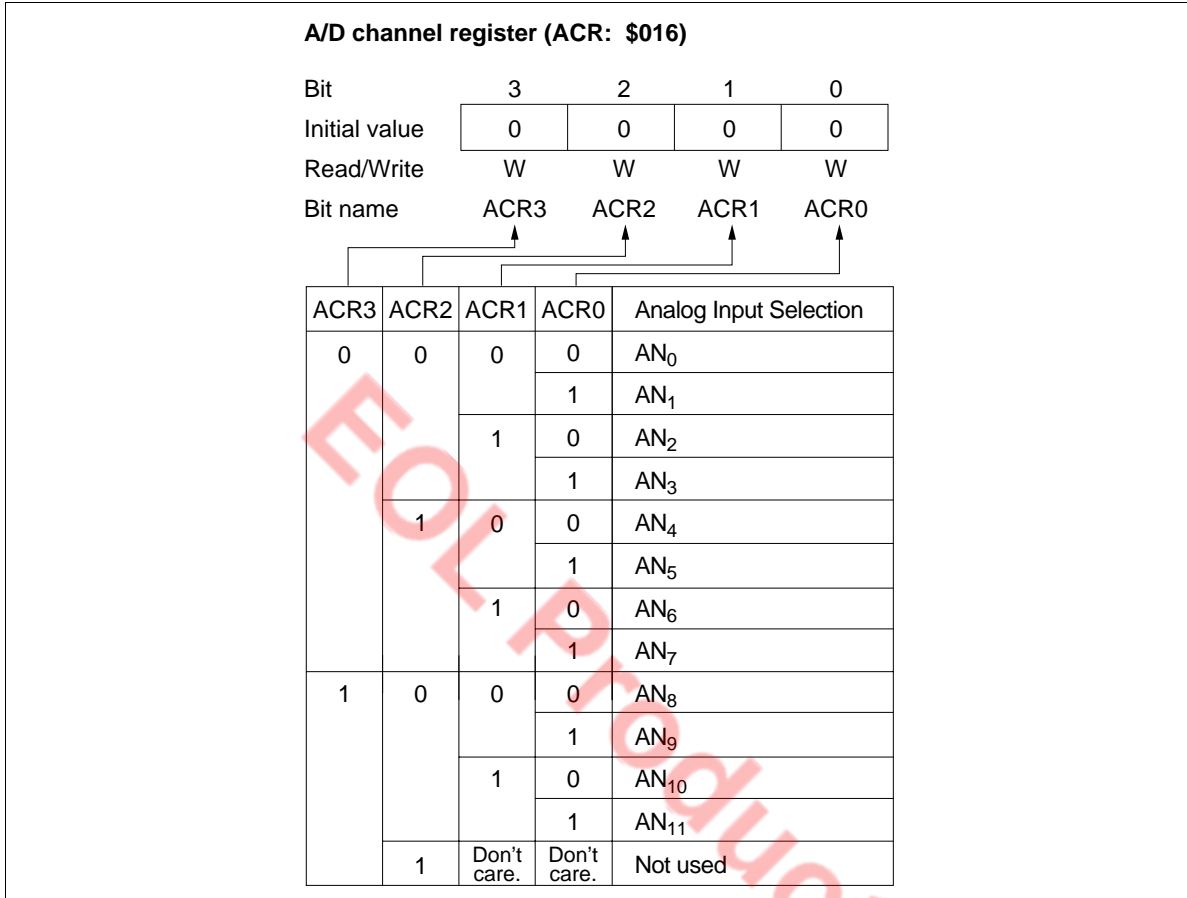 A/D channel register (ACR: $016)
Bit 3 2 1 0
Initial value 0 0 0 0
Read/Write W W W W
Bit name ACR3 ACR2 ACR1 ACR0
ACR3 ACR2 ACR1 ACR0 Analog Input Selection
0 0 0 0 AN0
1 AN1
1 0 AN2
1 AN3
1 0 0 AN4
1 AN5
1 0 AN6
1 AN7
1 0 0 0 AN8
1 AN9
1 0 AN10
1 AN11
1 Don't care. Don't care. Not used
EOL Produc